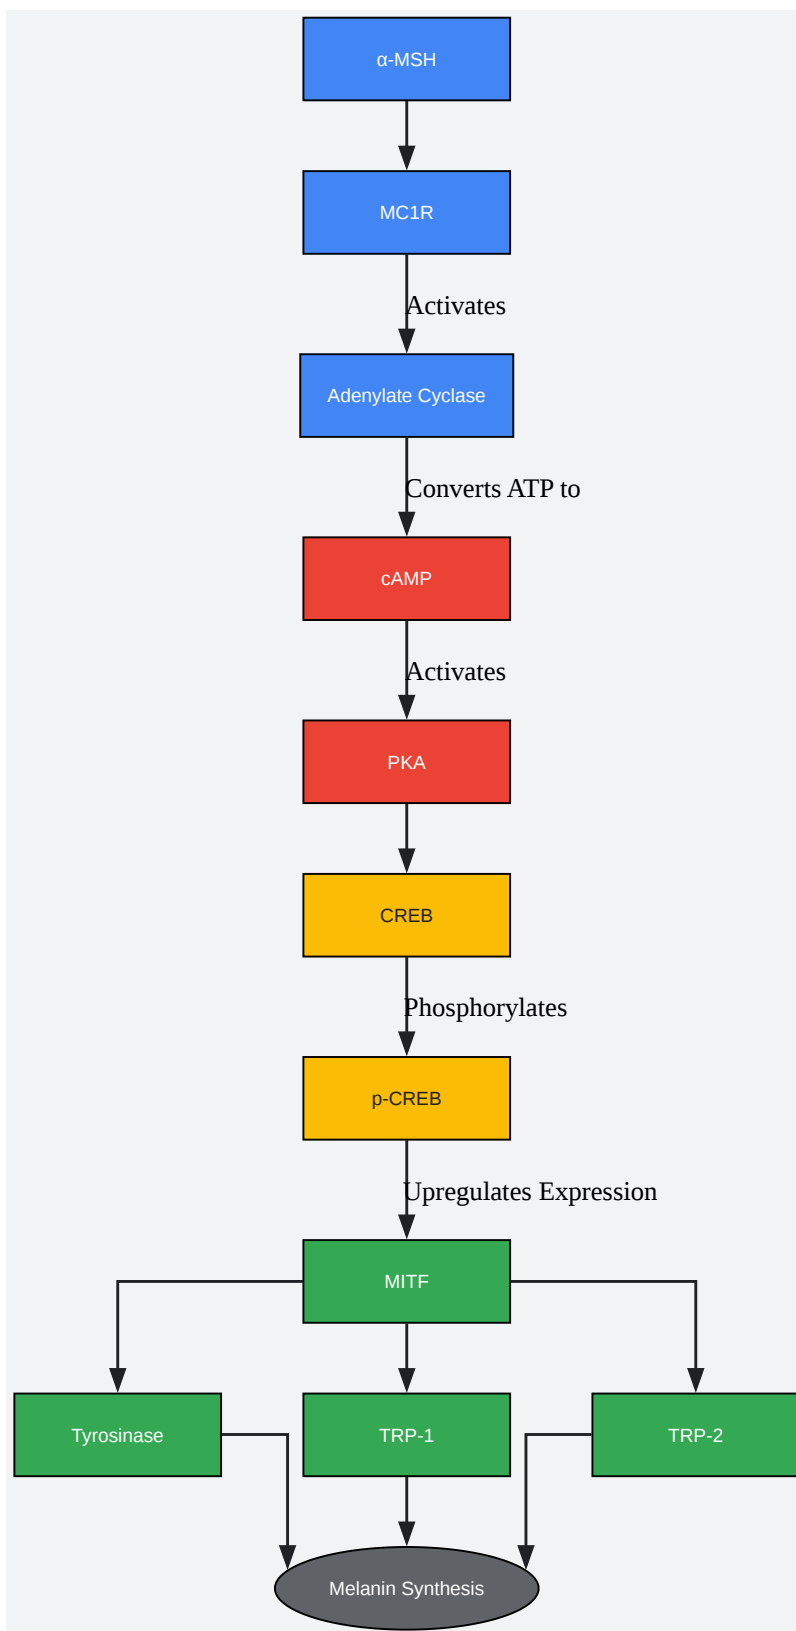 α-MSH
MC1R
Activates
Adenylate Cyclase
Converts ATP to
cAMP
Activates
PKA
CREB
Phosphorylates
p-CREB
Upregulates Expression
MITF
Tyrosinase
TRP-1
TRP-2
Melanin Synthesis